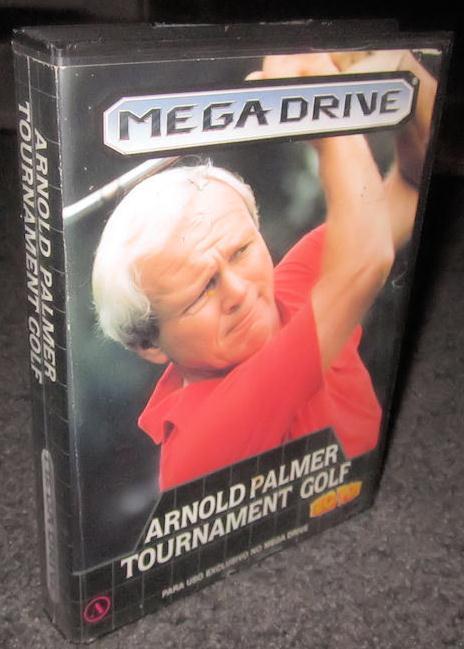 MEGA DRIVE
ARNOLD PALMER
TOURNAMENT GOLF
PARA USO EXCLUSIVO NO MEGA DRIVE
A
ARNOLD PALMER
TOURNAMENT GOLF